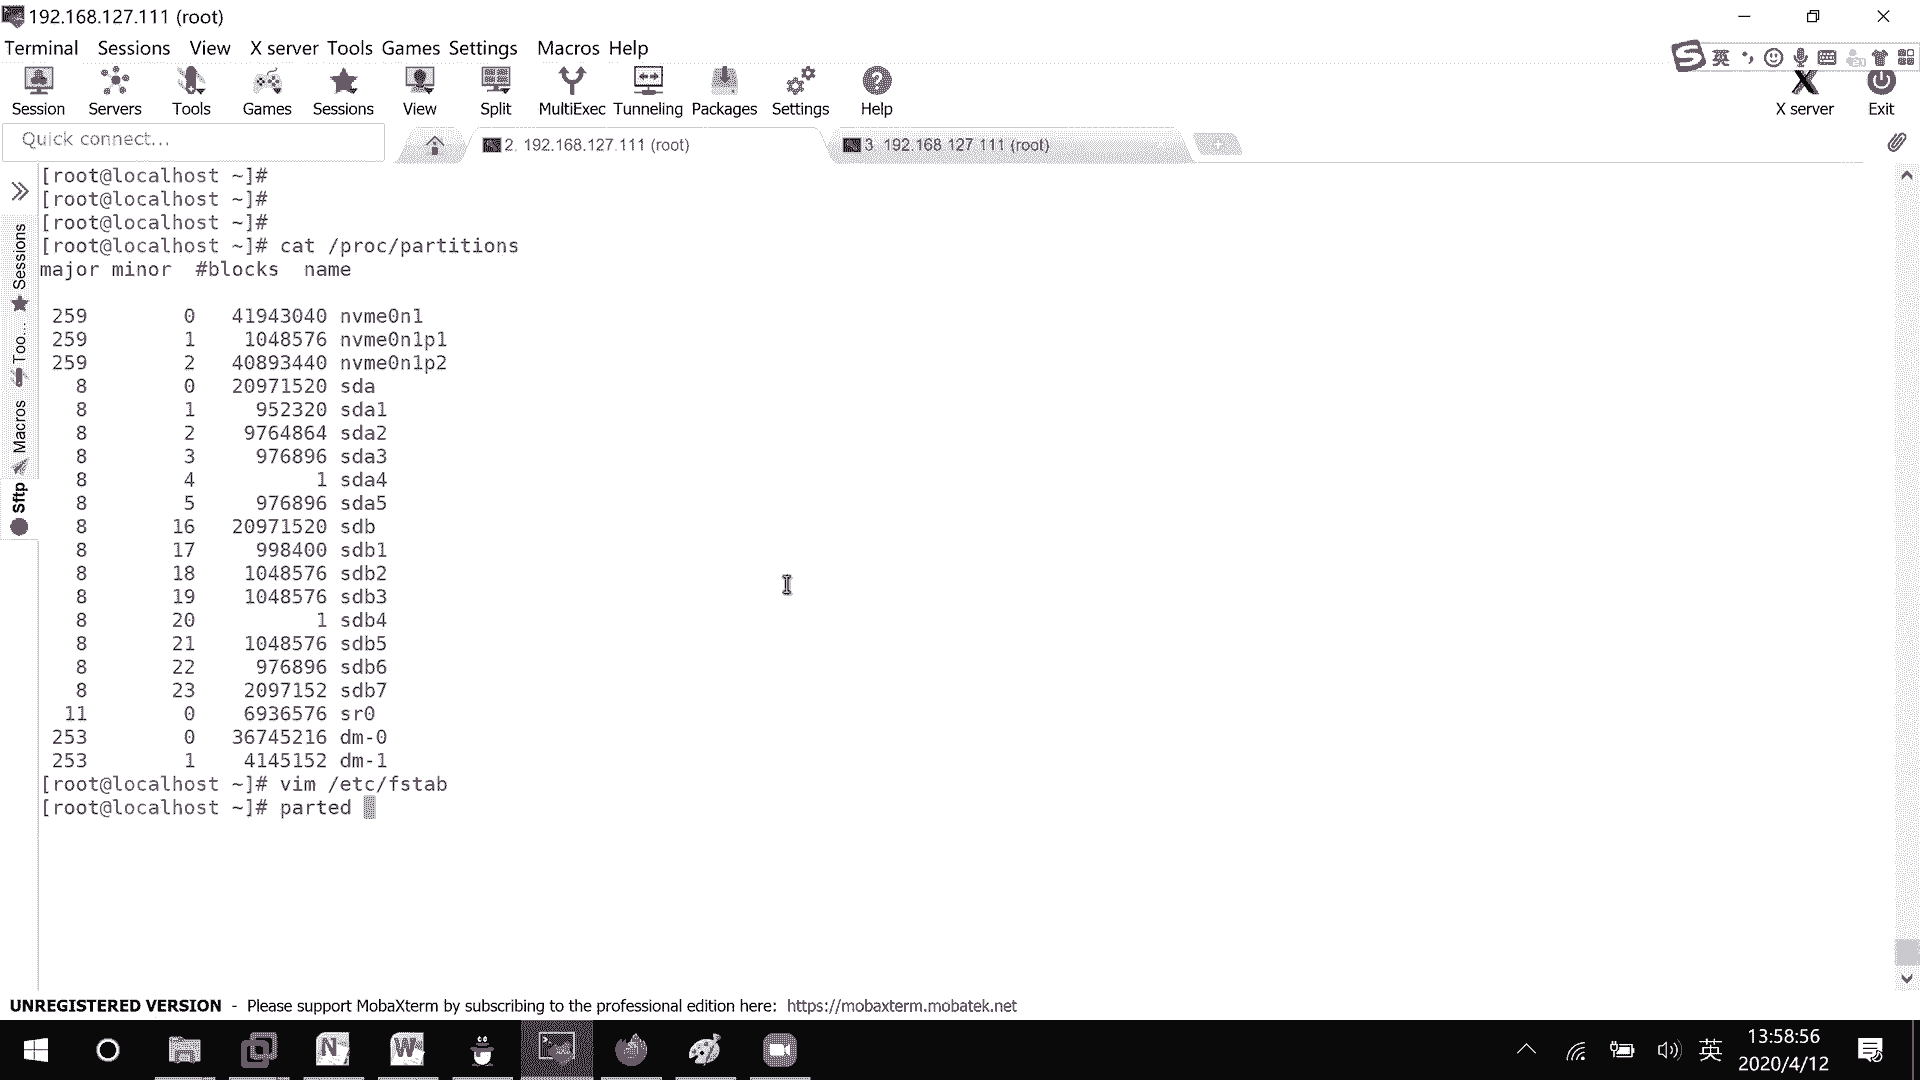 192.168.127.111 (root)
Terminal Sessions View X server Tools Games Settings Macros Help
英
Session Servers Tools Games Sessions View Split MultiExec Tunneling Packages Settings Help X server Exit
Quick connect...
2. 192.168.127.111 (root)
3. 192.168.127.111 (root)
Sessions
Too...
Macros
Sftp
[root@localhost ~]#
[root@localhost ~]#
[root@localhost ~]#
[root@localhost ~]# cat /proc/partitions
major minor  #blocks  name
259        0   41943040 nvme0n1
259        1    1048576 nvme0n1p1
259        2   40893440 nvme0n1p2
8        0   20971520 sda
8        1     952320 sda1
8        2    9764864 sda2
8        3     976896 sda3
8        4          1 sda4
8        5     976896 sda5
8       16   20971520 sdb
8       17     998400 sdb1
8       18    1048576 sdb2
8       19    1048576 sdb3
8       20          1 sdb4
8       21    1048576 sdb5
8       22     976896 sdb6
8       23    2097152 sdb7
11        0    6936576 sr0
253        0   36745216 dm-0
253        1    4145152 dm-1
[root@localhost ~]# vim /etc/fstab
[root@localhost ~]# parted
UNREGISTERED VERSION - Please support MobaXterm by subscribing to the professional edition here: https://mobaxterm.mobatek.net
英
13:58:56
2020/4/12